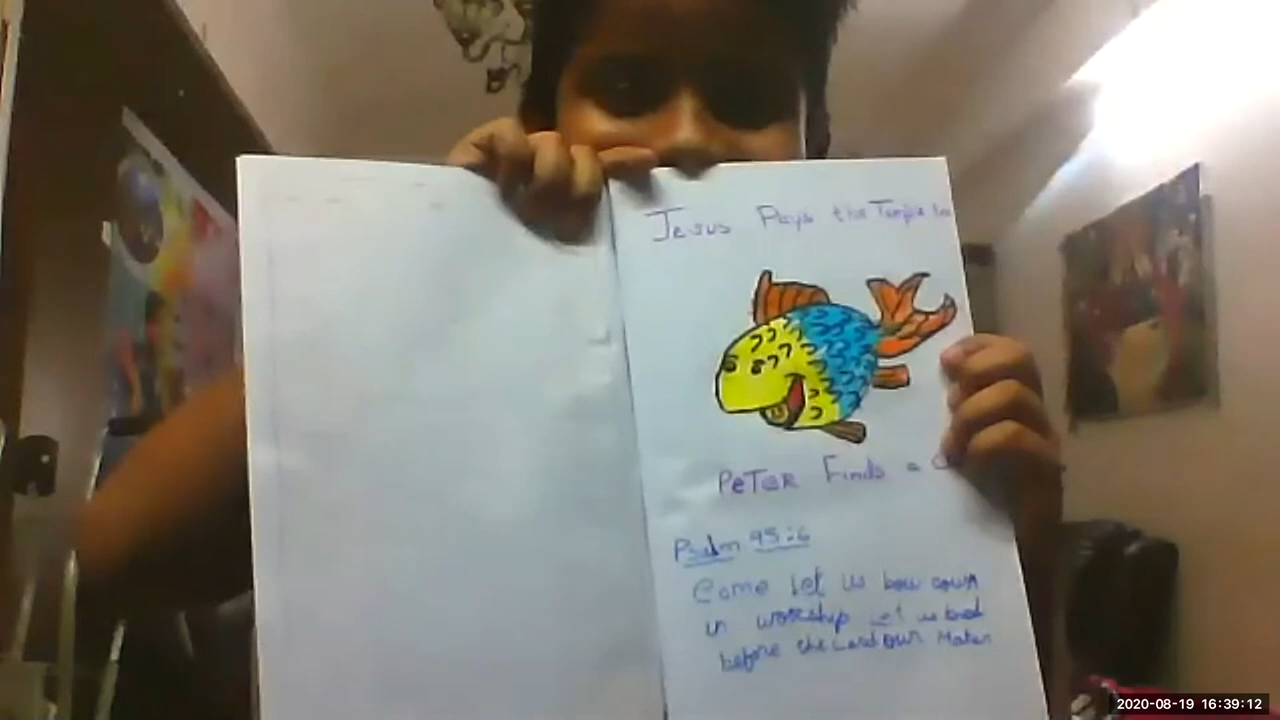 Jesus Pays the Temple
PeTeR Finds a
Psalm 95:6
Come let us bow down
in worship Let us kneel
before the Lord our Maker
2020-08-19 16:39:12